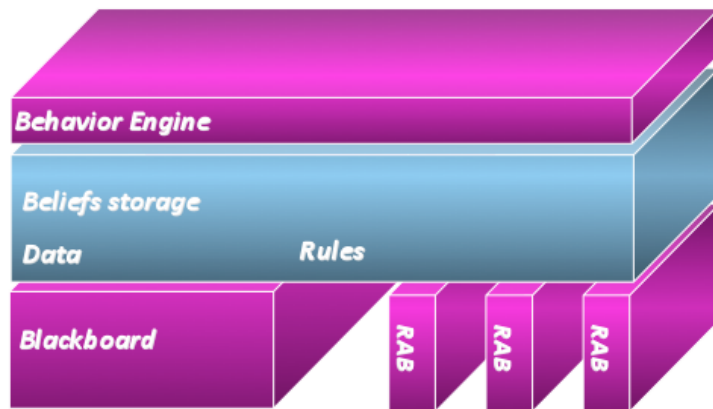 Behavior Engine
Beliefs storage
Data Rules
Blackboard
RAB
RAB
RAB